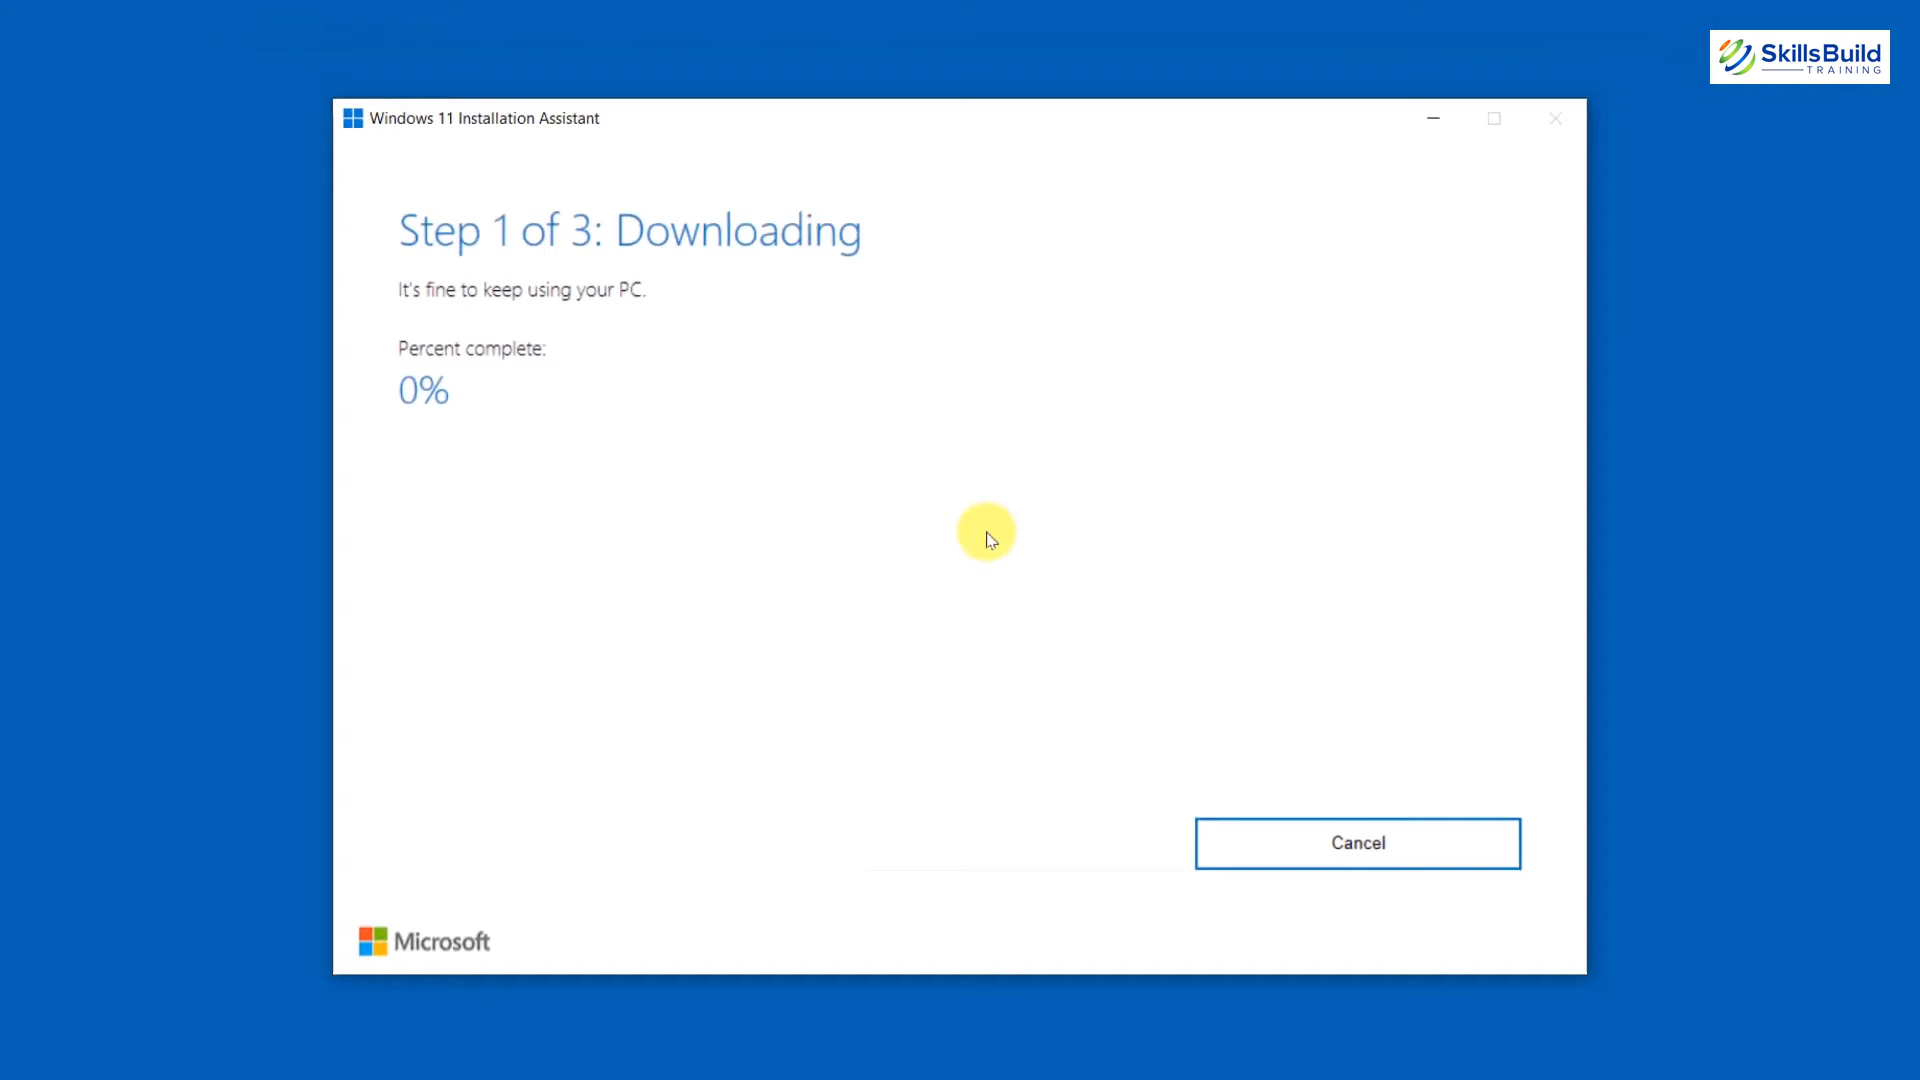 SkillsBuild
TRAINING
Windows 11 Installation Assistant
Step 1 of 3: Downloading
It's fine to keep using your PC.
Percent complete:
0%
Cancel
Microsoft